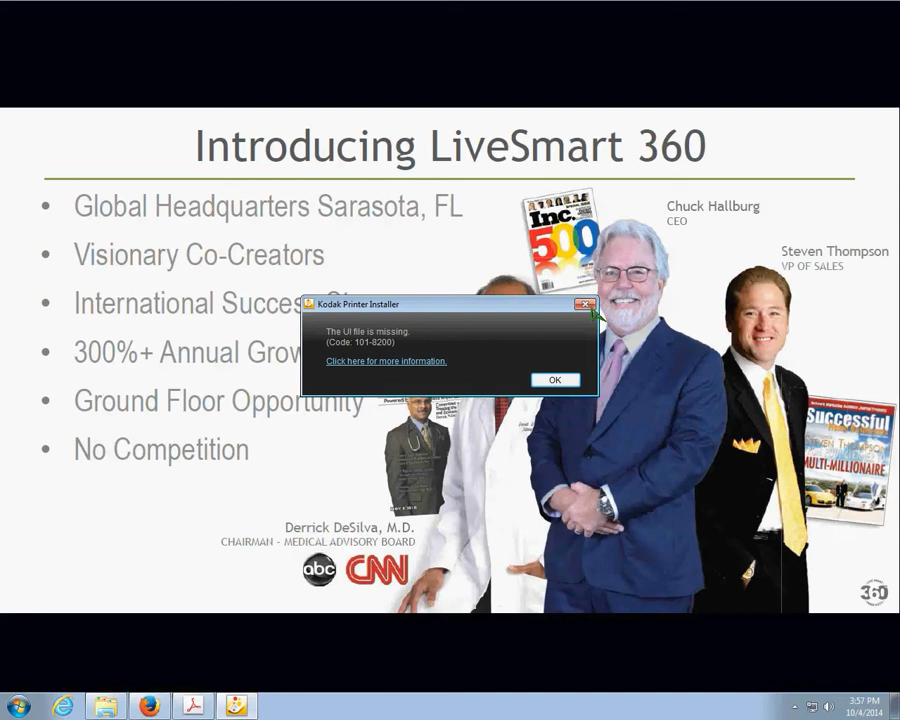 Introducing LiveSmart 360
• Global Headquarters Sarasota, FL
• Visionary Co-Creators
• International Success
• 300%+ Annual Grow
• Ground Floor Opportunity
• No Competition
Inc.
500
Chuck Hallburg
CEO
Steven Thompson
VP OF SALES
Kodak Printer Installer
The UI file is missing.
(Code: 101-8200)
Click here for more information.
OK
Successful
STEVEN THOMPSON
MULTI-MILLIONAIRE
Derrick DeSilva, M.D.
CHAIRMAN - MEDICAL ADVISORY BOARD
abc
CNN
360
3:57 PM
10/4/2014